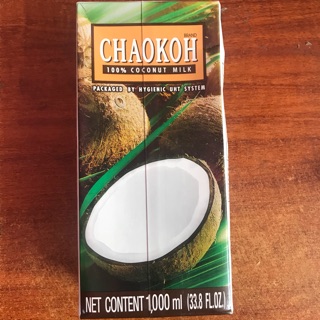 BRAND
CHAOKOH
100% COCONUT MILK
PACKAGED BY HYGIENIC UHT SYSTEM
NET CONTENT 1,000 ml (33.8 FL.OZ.)